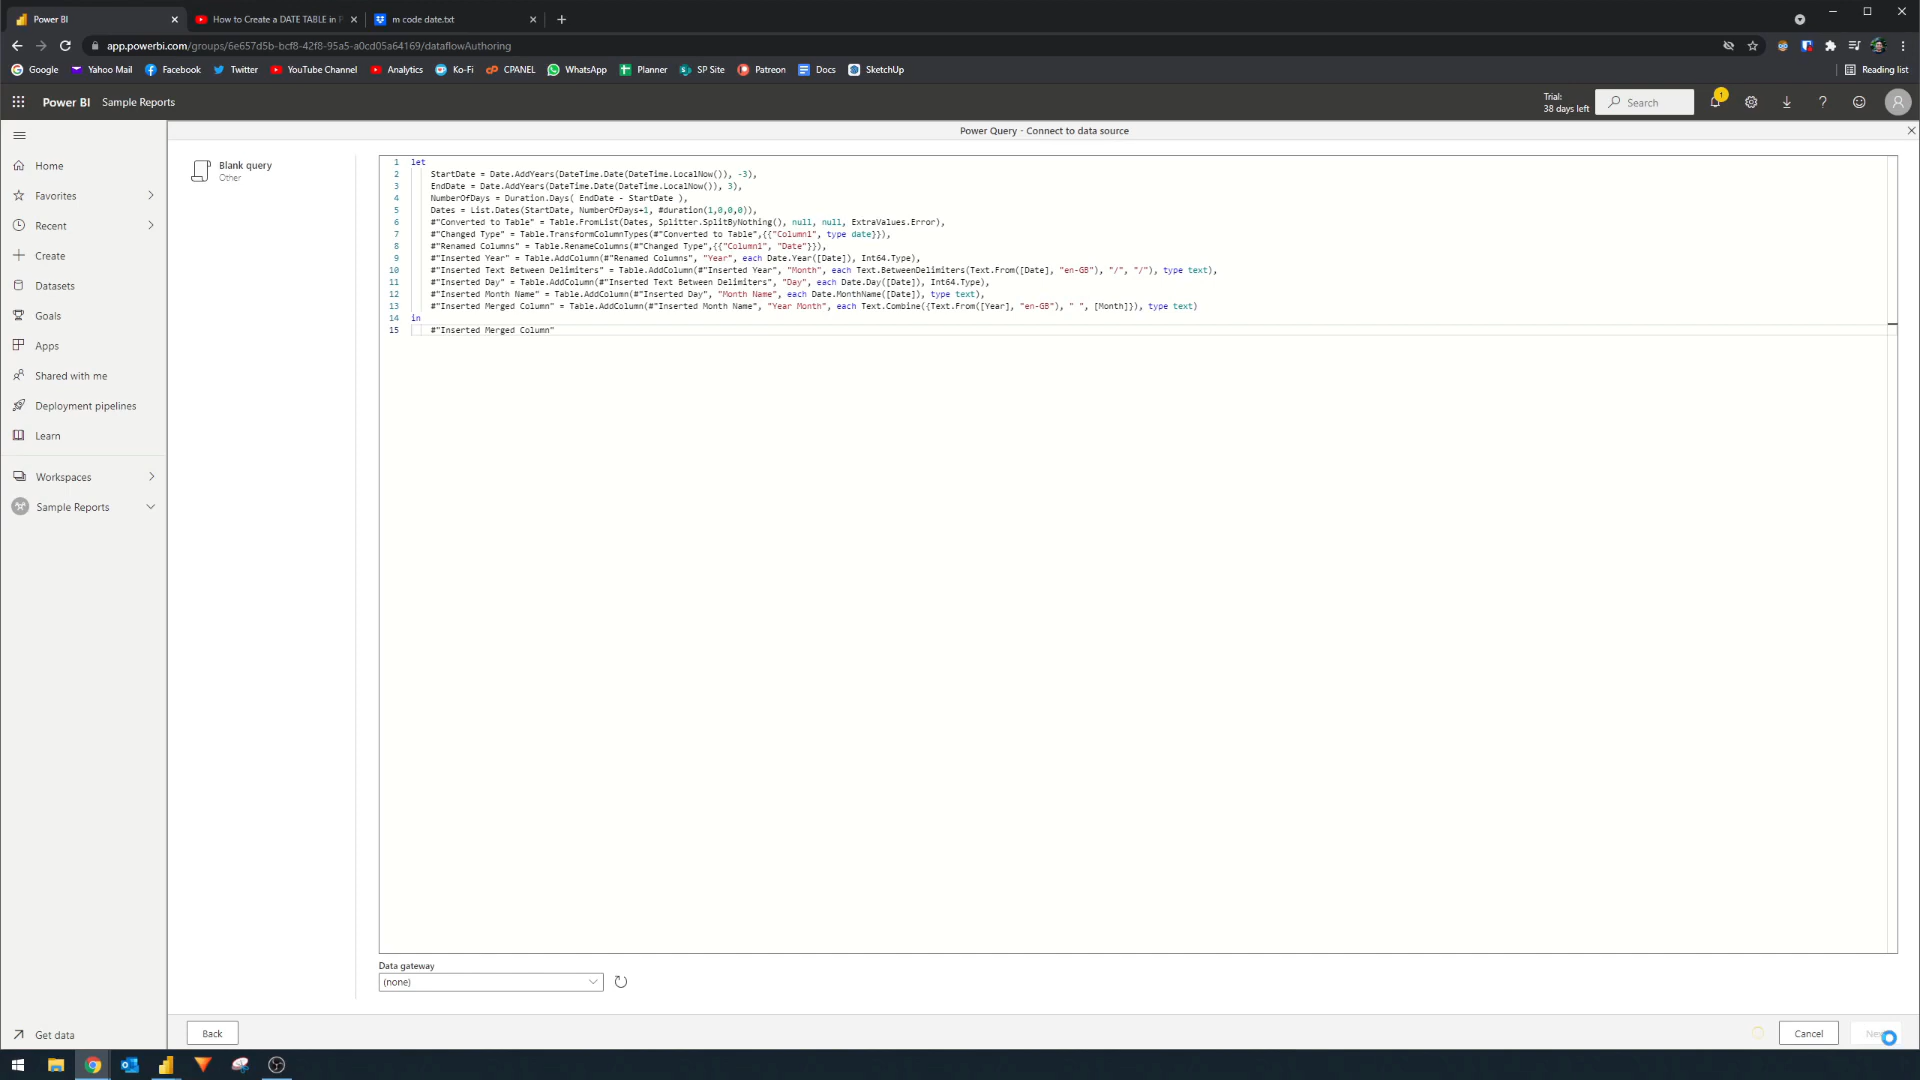 Power BI
How to Create a DATE TABLE in P
m code date.txt
app.powerbi.com/groups/6e657d5b-bcf8-42f8-95a5-a0cd05a64169/dataflowAuthoring
Google
Yahoo Mail
Facebook
Twitter
YouTube Channel
Analytics
Ko-Fi
CPANEL
WhatsApp
Planner
SP Site
Patreon
Docs
SketchUp
Reading list
Power BI
Sample Reports
Trial:
38 days left
Search
1
Power Query - Connect to data source
Home
Favorites
Recent
Create
Datasets
Goals
Apps
Shared with me
Deployment pipelines
Learn
Workspaces
Sample Reports
Get data
Blank query
Other
1 let
2 StartDate = Date.AddYears(DateTime.Date(DateTime.LocalNow()), -3),
3 EndDate = Date.AddYears(DateTime.Date(DateTime.LocalNow()), 3),
4 NumberOfDays = Duration.Days( EndDate - StartDate ),
5 Dates = List.Dates(StartDate, NumberOfDays+1, #duration(1,0,0,0)),
6 #"Converted to Table" = Table.FromList(Dates, Splitter.SplitByNothing(), null, null, ExtraValues.Error),
7 #"Changed Type" = Table.TransformColumnTypes(#"Converted to Table",{{"Column1", type date}}),
8 #"Renamed Columns" = Table.RenameColumns(#"Changed Type",{{"Column1", "Date"}}),
9 #"Inserted Year" = Table.AddColumn(#"Renamed Columns", "Year", each Date.Year([Date]), Int64.Type),
10 #"Inserted Text Between Delimiters" = Table.AddColumn(#"Inserted Year", "Month", each Text.BetweenDelimiters(Text.From([Date], "en-GB"), "/", "/"), type text),
11 #"Inserted Day" = Table.AddColumn(#"Inserted Text Between Delimiters", "Day", each Date.Day([Date]), Int64.Type),
12 #"Inserted Month Name" = Table.AddColumn(#"Inserted Day", "Month Name", each Date.MonthName([Date]), type text),
13 #"Inserted Merged Column" = Table.AddColumn(#"Inserted Month Name", "Year Month", each Text.Combine({Text.From([Year], "en-GB"), " ", [Month]}), type text)
14 in
15 #"Inserted Merged Column"
Data gateway
(none)
Back
Cancel